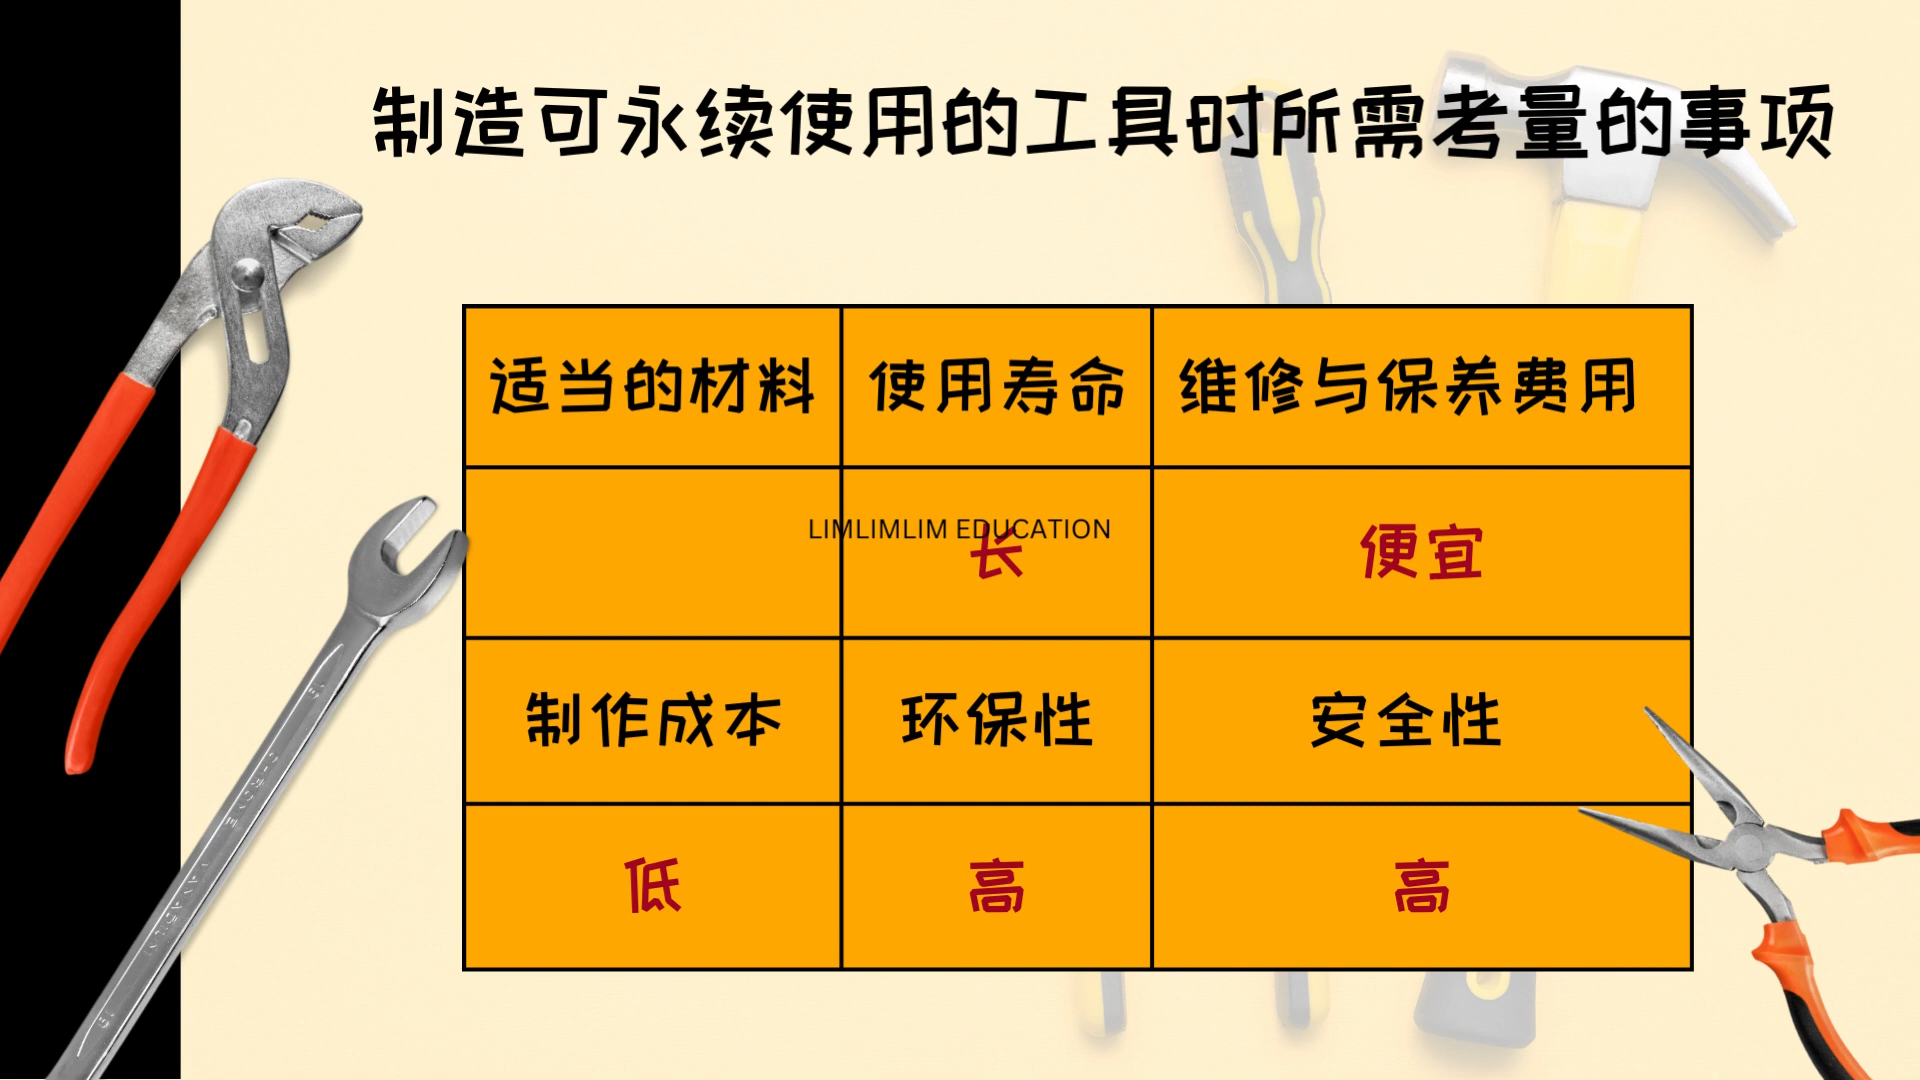 制造可永续使用的工具时所需考量的事项
适当的材料 使用寿命 维修与保养费用
LIMLIMLIM EDUCATION
长 便宜
制作成本 环保性 安全性
低 高 高